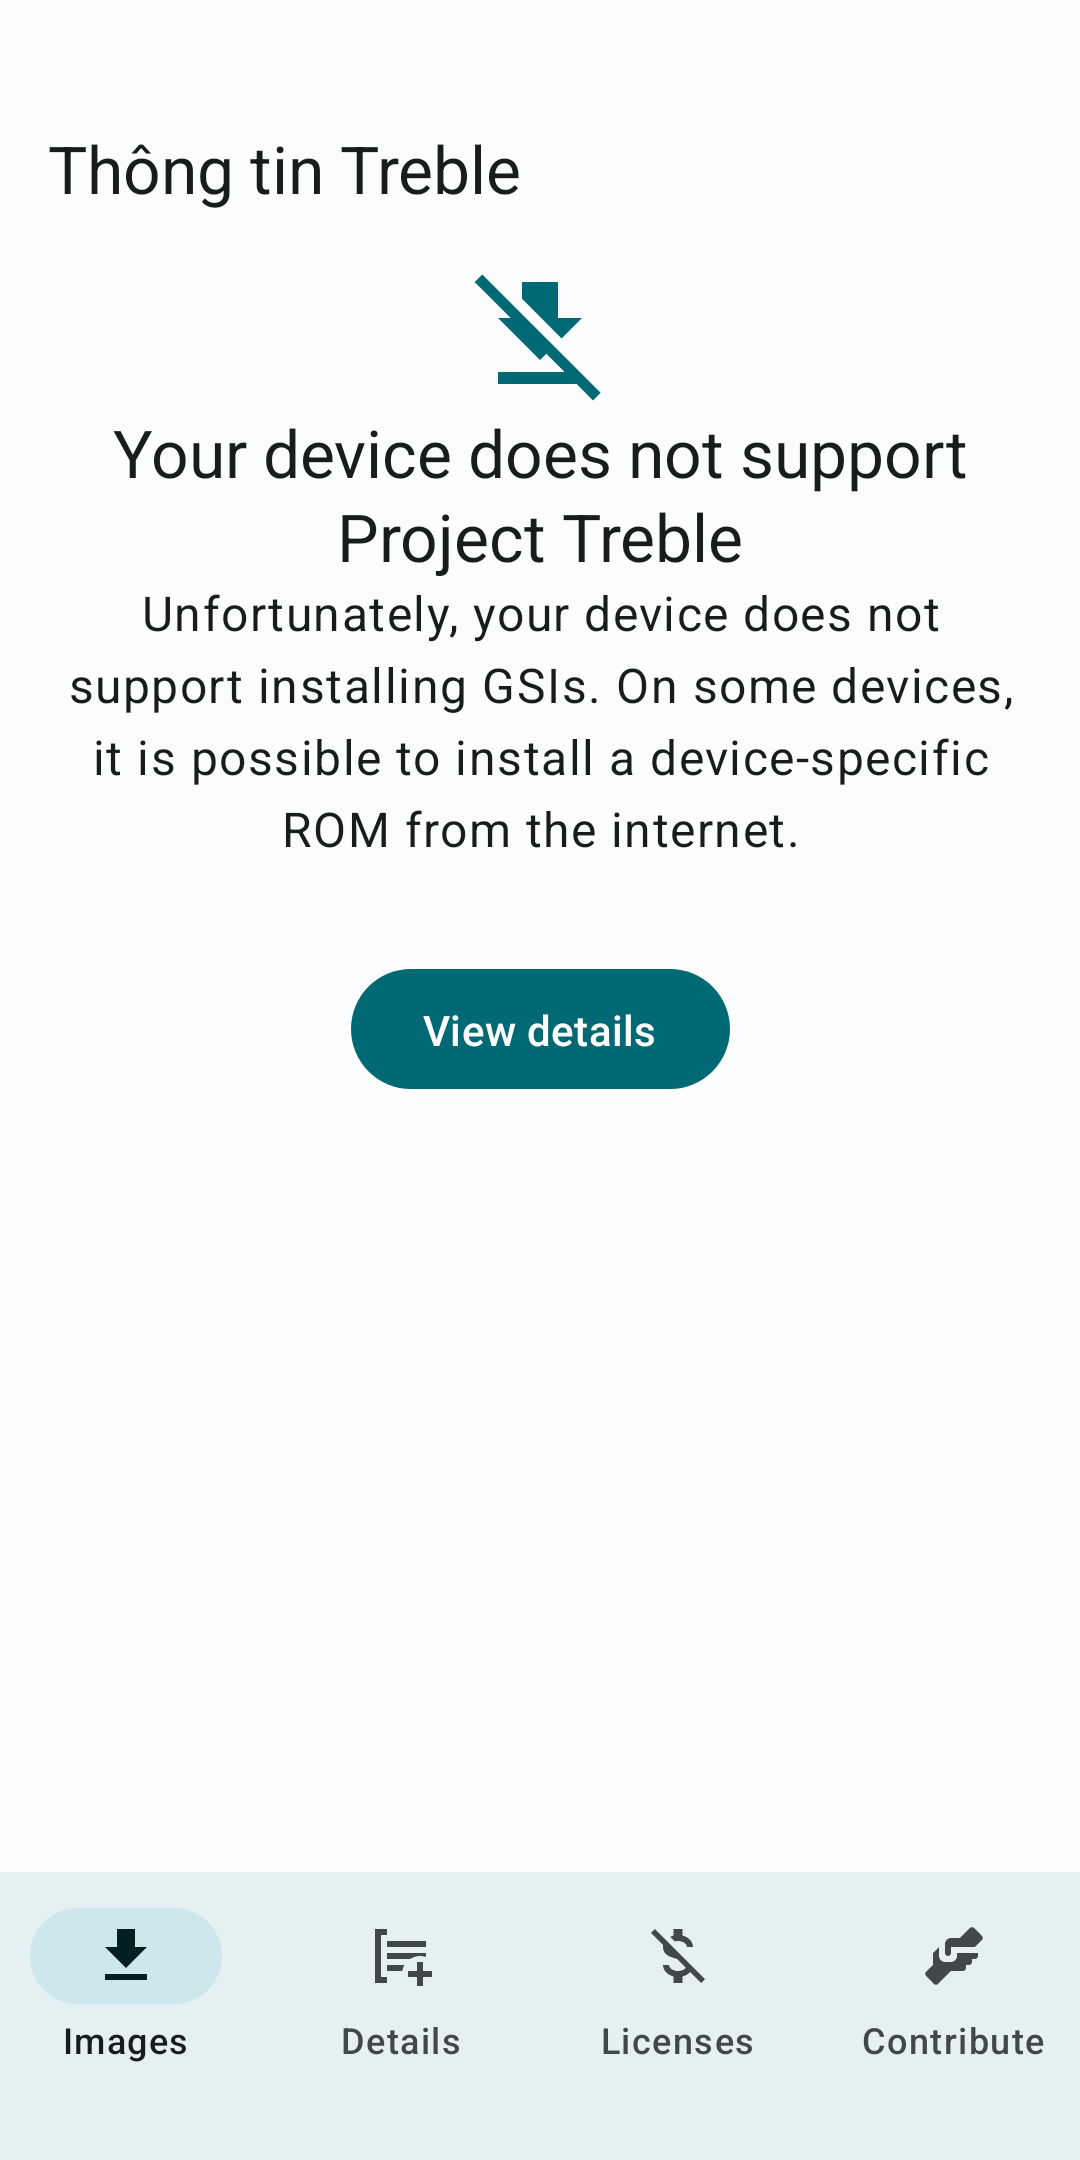 Thông tin Treble
Your device does not support
Project Treble
Unfortunately, your device does not
support installing GSIs. On some devices,
it is possible to install a device-specific
ROM from the internet.
View details
Images
Details
Licenses
Contribute